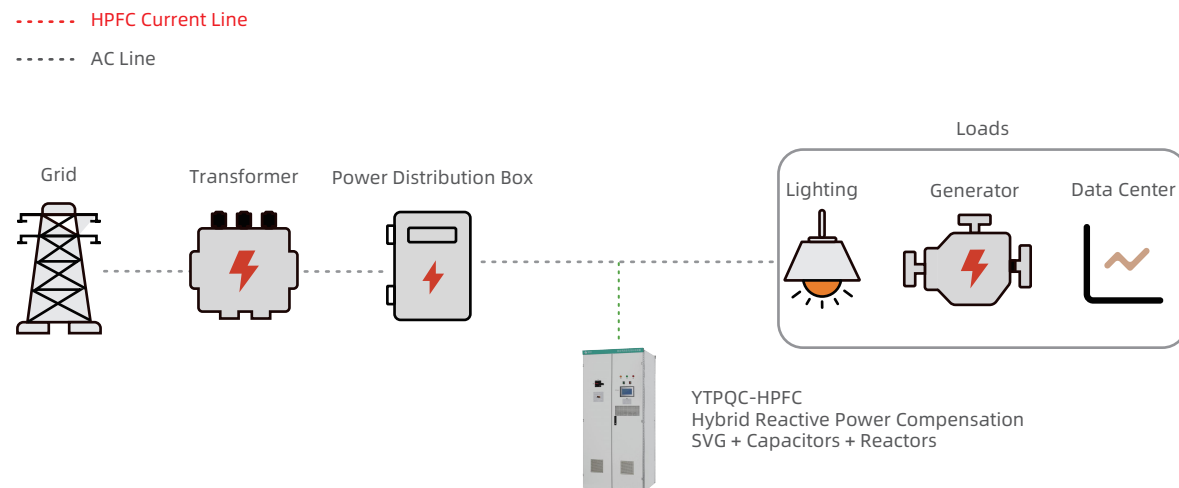 HPFC Current Line
AC Line
Loads
Grid
Transformer
Power Distribution Box
Lighting
Generator
Data Center
YTPQC-HPFC
Hybrid Reactive Power Compensation
SVG + Capacitors + Reactors